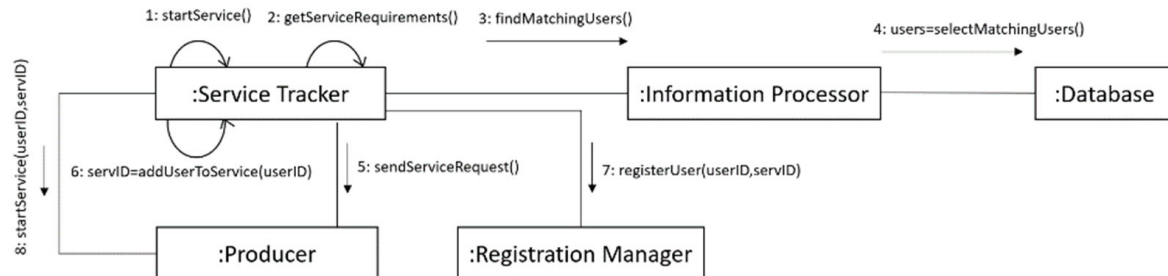 1: startService()
2: getServiceRequirements()
3: findMatchingUsers()
4: users=selectMatchingUsers()
:Service Tracker
:Information Processor
:Database
6: servID=addUserToService(userID)
5: sendServiceRequest()
7: registerUser(userID,servID)
8: startService(userID,servID)
:Producer
:Registration Manager